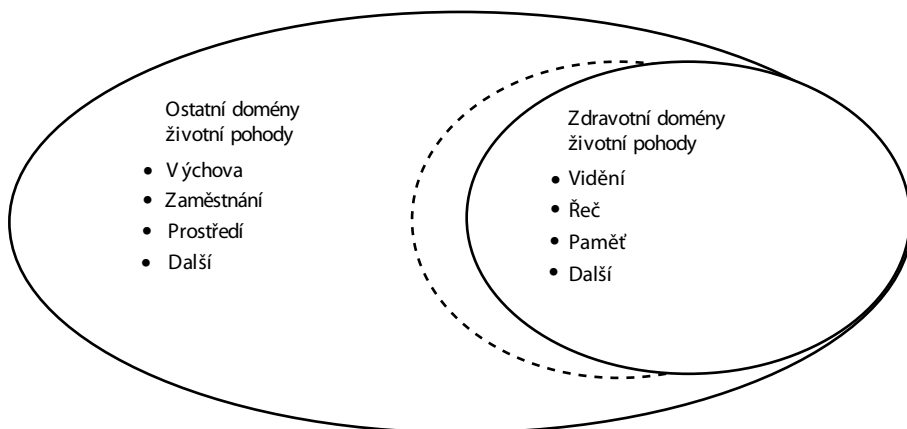 Ostatní domény
životní pohody
• Výchova
• Zaměstnání
• Prostředí
• Další
Zdravotní domény
životní pohody
• Vidění
• Řeč
• Paměť
• Další